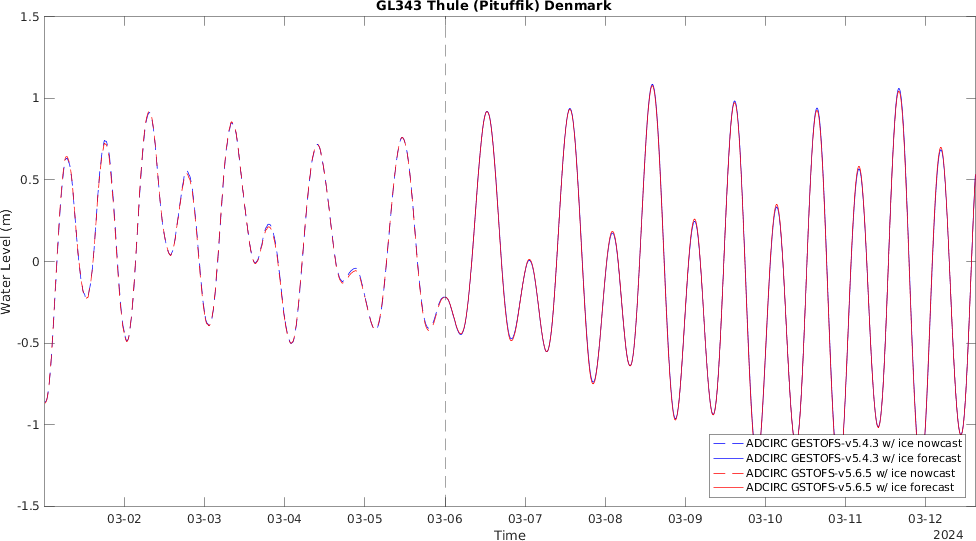 GL343 Thule (Pituffik) Denmark
1.5
1
0.5
0
-0.5
-1
-1.5
Water Level (m)
ADCIRC GESTOFS-v5.4.3 w/ ice nowcast
ADCIRC GESTOFS-v5.4.3 w/ ice forecast
ADCIRC GSTOFS-v5.6.5 w/ ice nowcast
ADCIRC GSTOFS-v5.6.5 w/ ice forecast
03-02 03-03 03-04 03-05 03-06 03-07 03-08 03-09 03-10 03-11 03-12
Time
2024